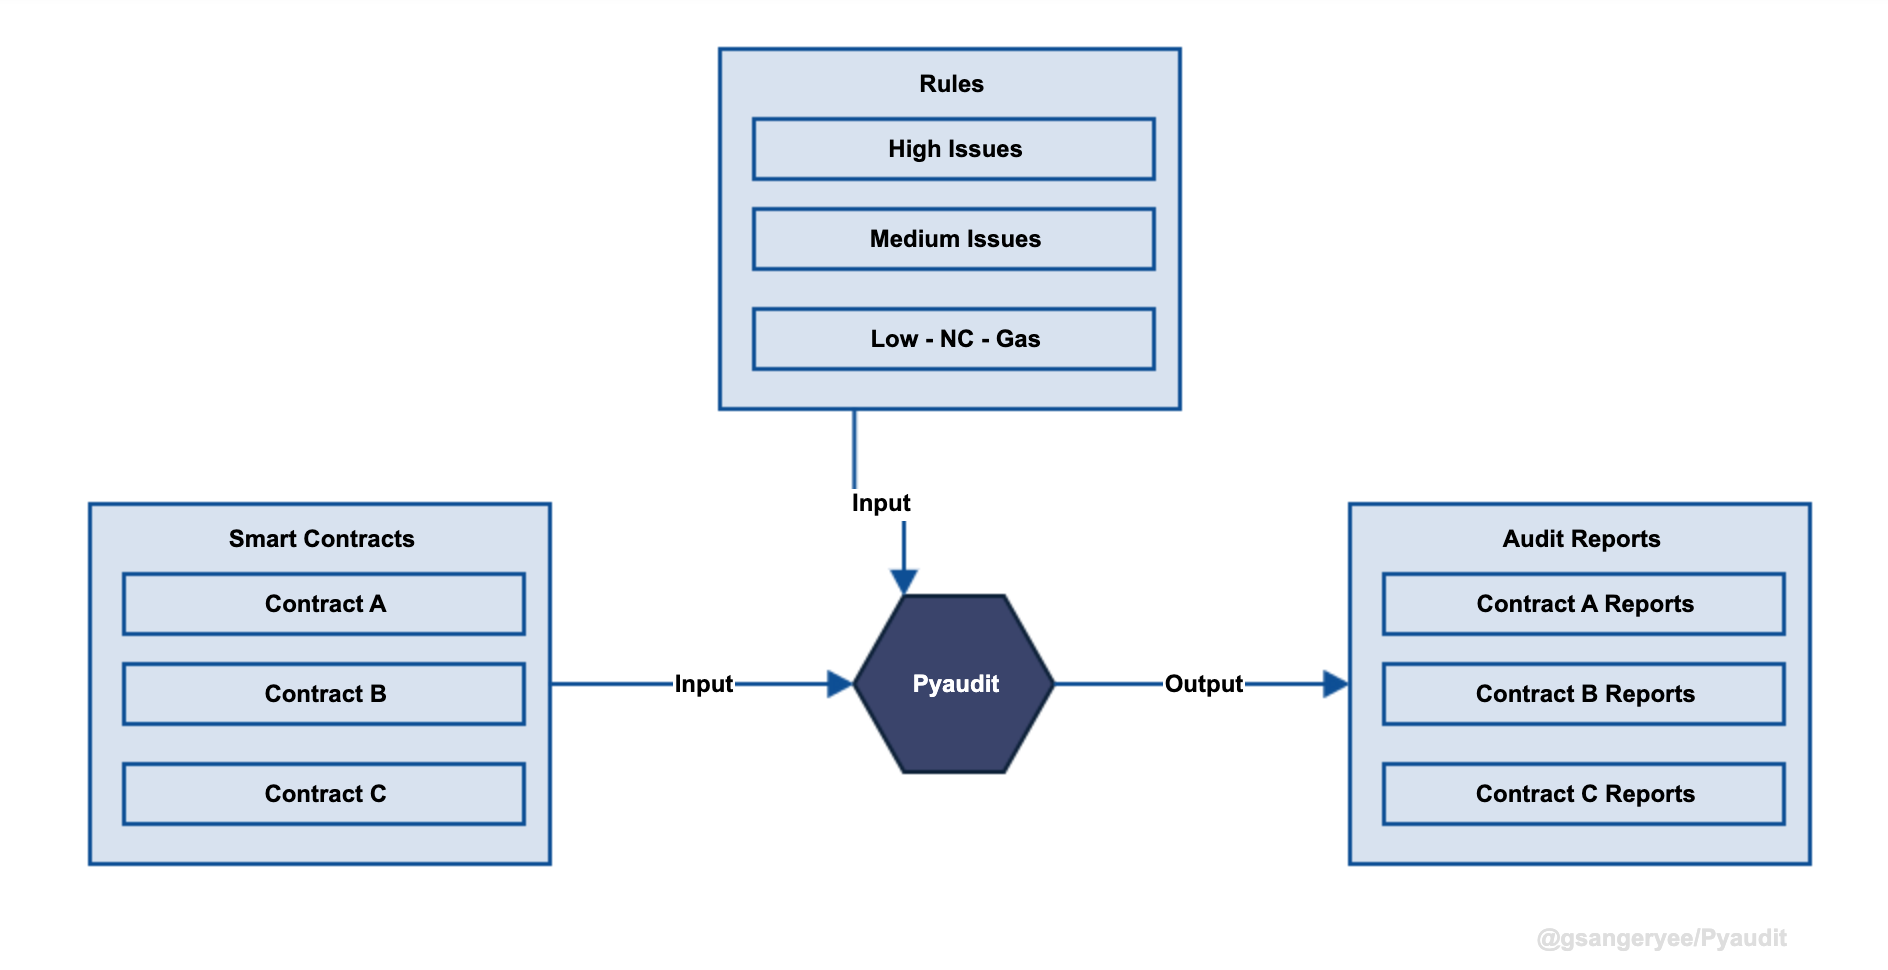 Rules
High Issues
Medium Issues
Low - NC - Gas
Input
Smart Contracts
Contract A
Contract B
Contract C
Input
Pyaudit
Output
Audit Reports
Contract A Reports
Contract B Reports
Contract C Reports
@gsangeryee/Pyaudit